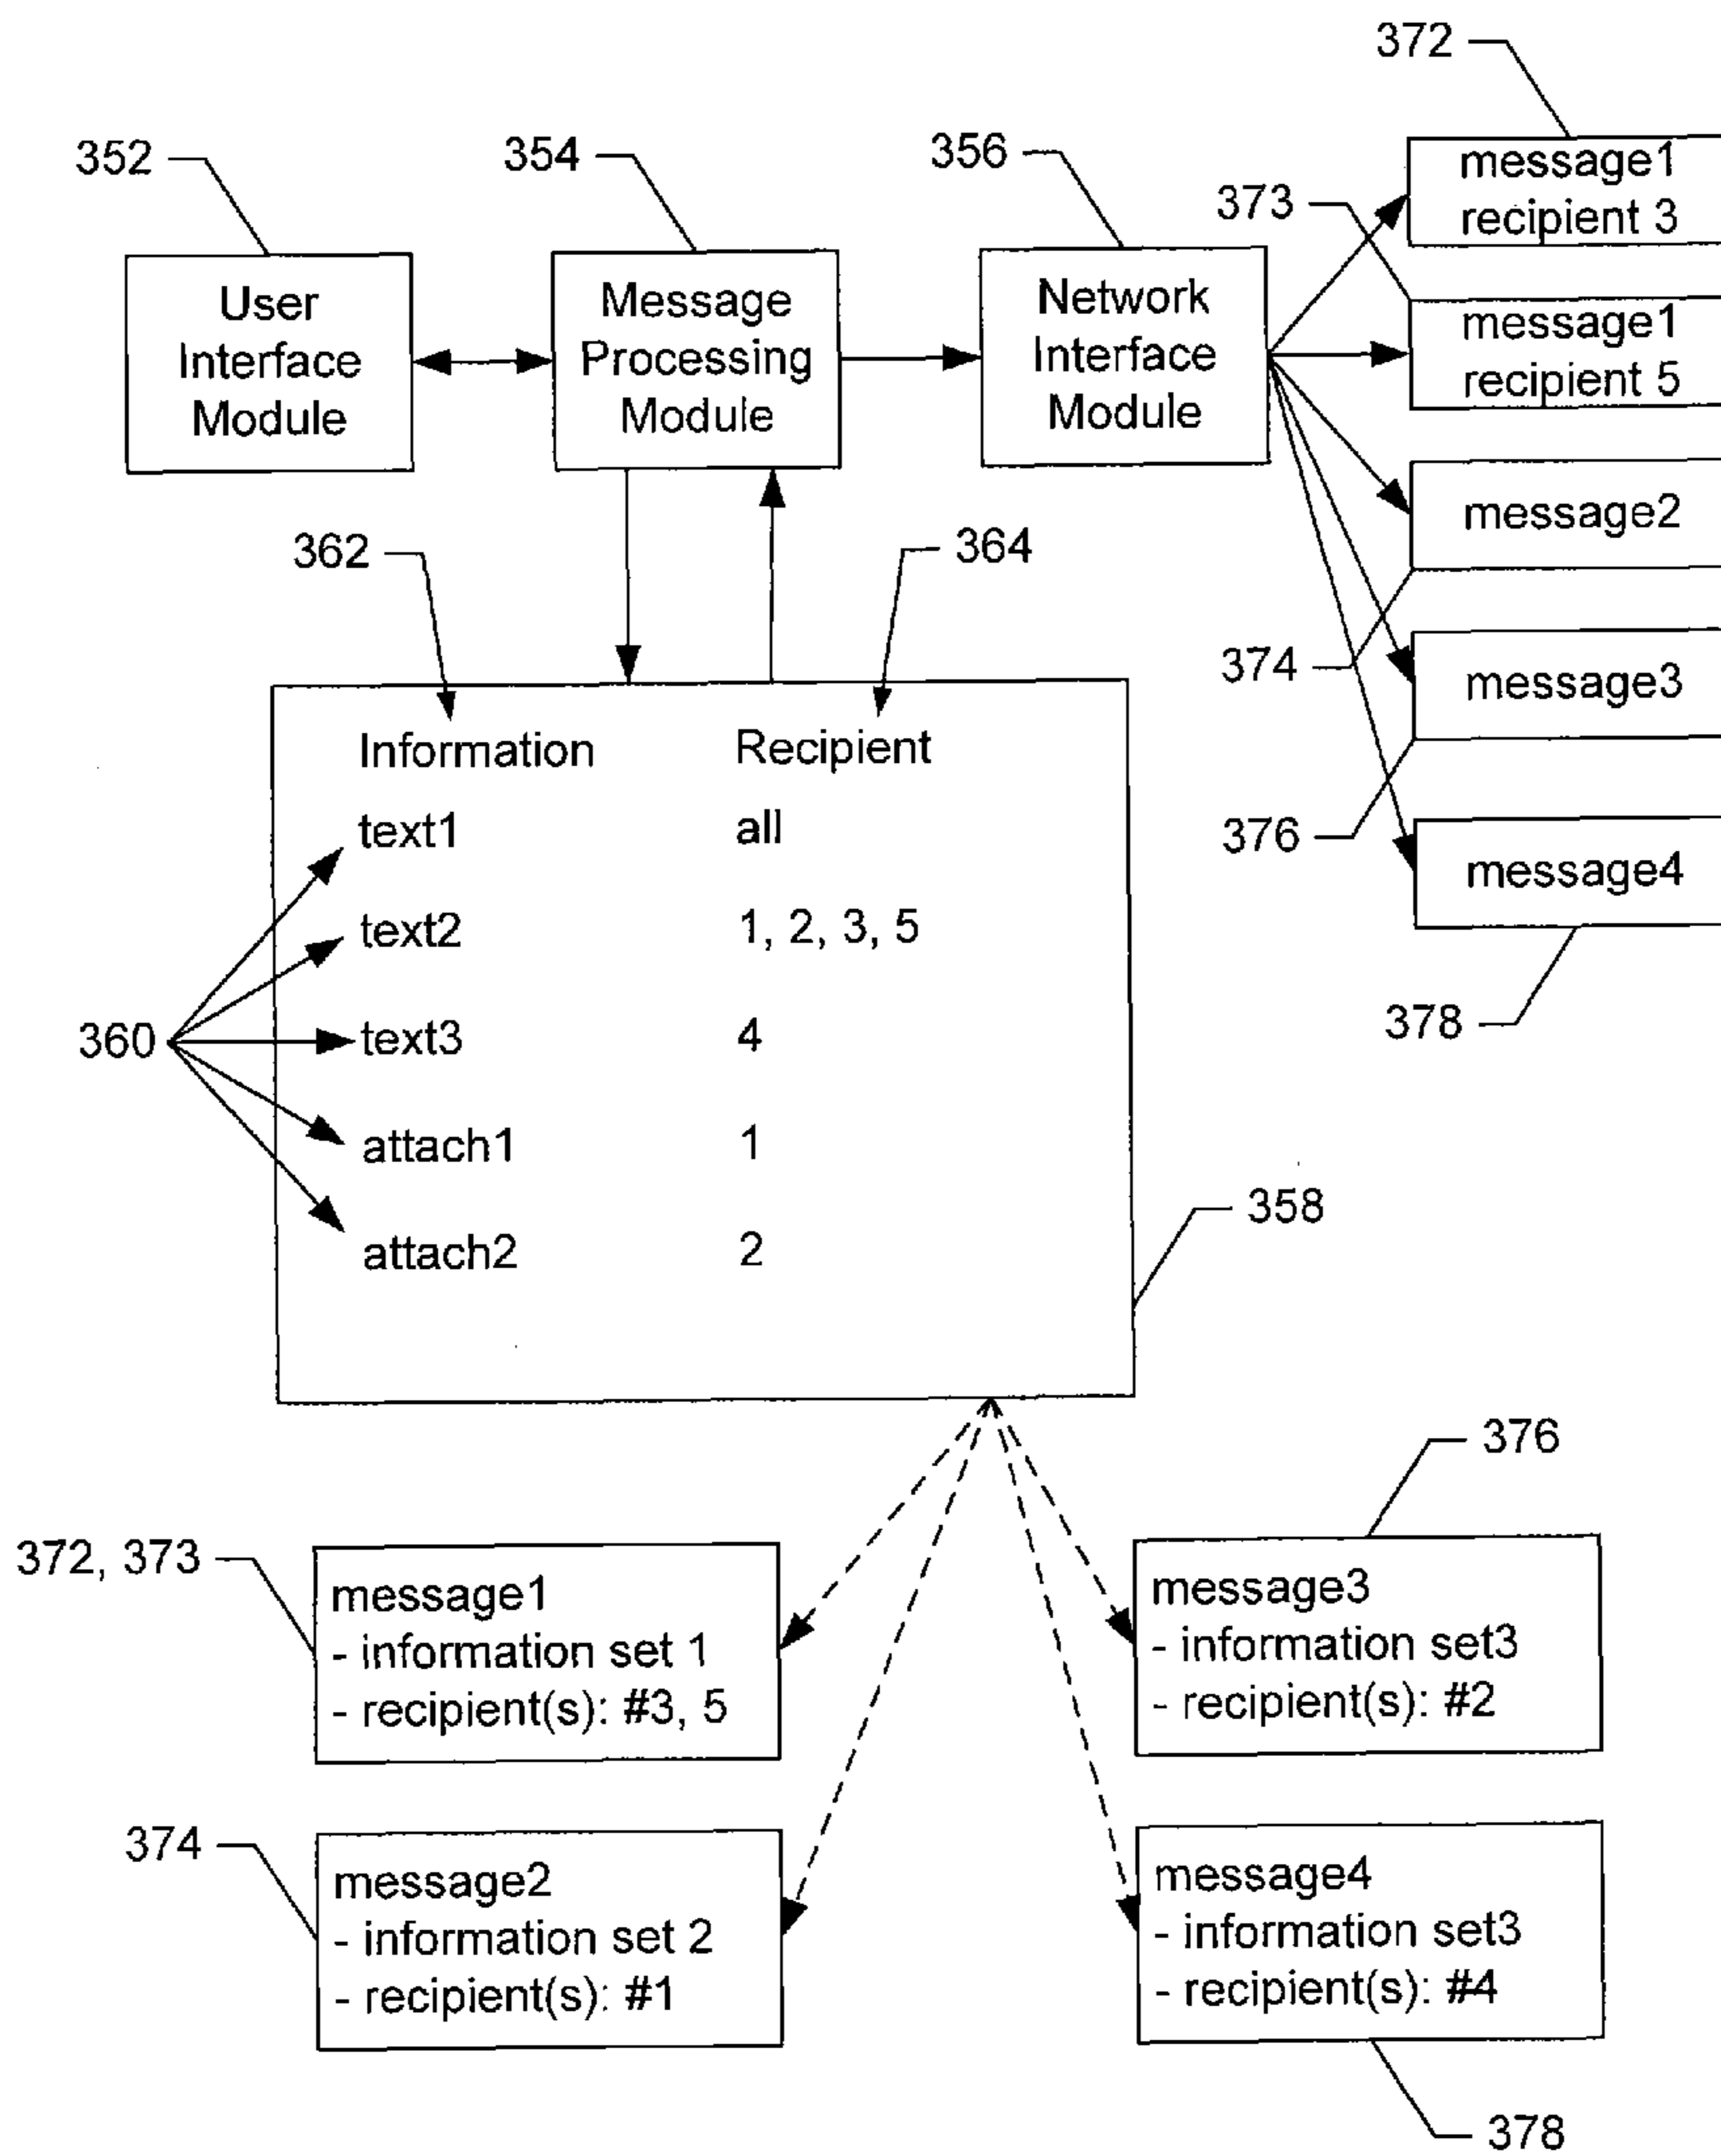 372
352
354
356
373
message1
recipient 3
User
Interface
Module
Message
Processing
Module
Network
Interface
Module
message1
recipient 5
message2
362
364
374
message3
376
message4
378
Information Recipient
text1 all
text2 1, 2, 3, 5
360
text3 4
attach1 1
attach2 2
358
376
372, 373
message1
- information set 1
- recipient(s): #3, 5
message3
- information set3
- recipient(s): #2
374
message2
- information set 2
- recipient(s): #1
message4
- information set3
- recipient(s): #4
378